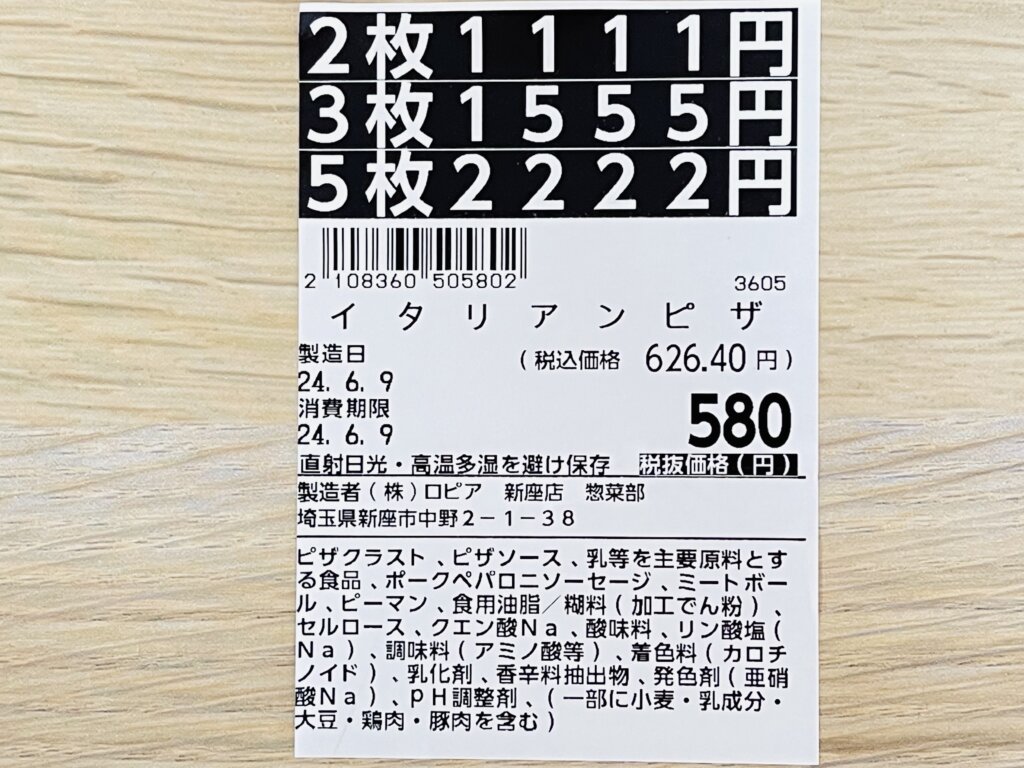 2枚1111円
3枚1555円
5枚2222円
2 108360 505802
3605
イタリアンピザ
製造日
(税込価格 626.40円)
24. 6. 9
消費期限
580
24. 6. 9
直射日光・高温多湿を避け保存 税抜価格(円)
製造者(株)ロピア 新座店 惣菜部
埼玉県新座市中野2-1-38
ピザクラスト、ピザソース、乳等を主要原料とす
る食品、ポークペパロニソーセージ、ミートボー
ル、ピーマン、食用油脂/糊料(加工でん粉)、
セルロース、クエン酸Na、酸味料、リン酸塩(
Na)、調味料(アミノ酸等)、着色料(カロチ
ノイド)、乳化剤、香辛料抽出物、発色剤(亜硝
酸Na)、pH調整剤、(一部に小麦・乳成分・
大豆・鶏肉・豚肉を含む)